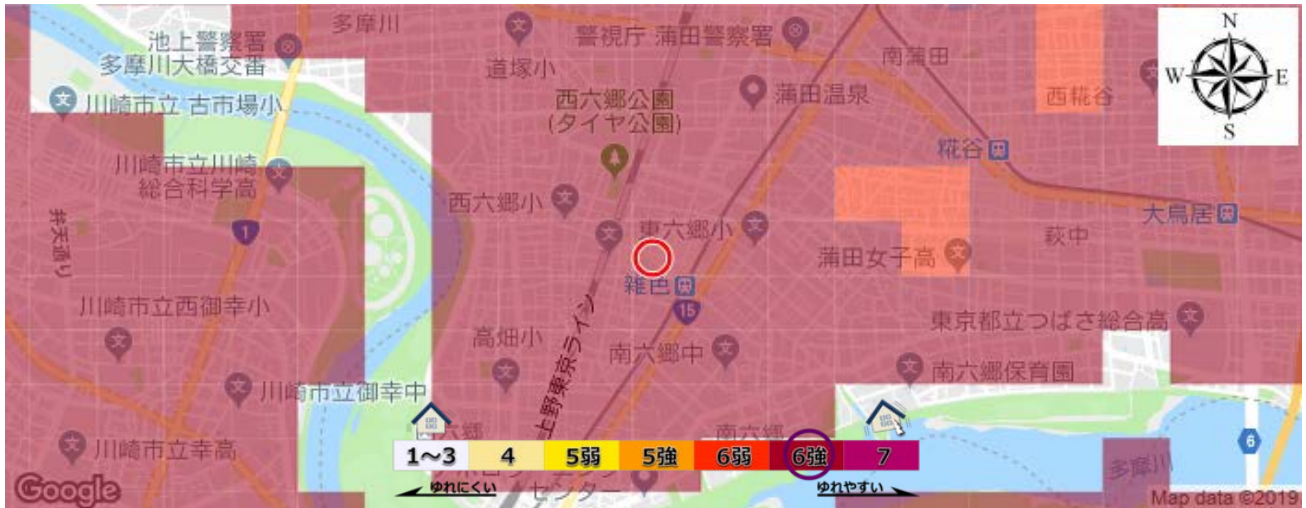 多摩川
池上警察署
多摩川大橋交番
道塚小
警視庁 蒲田警察署
南蒲田
N
W
E
S
川崎市立 古市場小
西六郷公園
(タイヤ公園)
蒲田温泉
西糀谷
糀谷
川崎市立川崎
総合科学高
西六郷小
東六郷小
大鳥居
萩中
弁天通り
1
蒲田女子高
雑色
15
川崎市立西御幸小
高畑小
南六郷中
東京都立つばさ総合高
上野東京ライン
南六郷保育園
川崎市立御幸中
六郷
南六郷
川崎市立幸高
1～3
4
5弱
5強
6弱
6強
7
6
多摩川
ゆれにくい
ゆれやすい
センター
Google
Map data ©2019